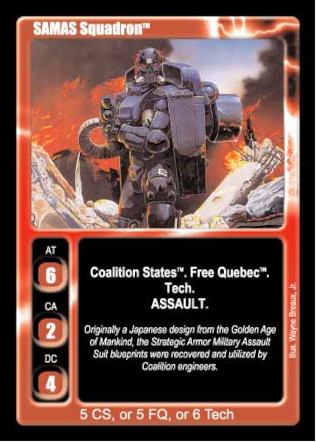 SAMAS Squadron™
AT
6
CA
2
DC
4
Coalition States™. Free Quebec™.
Tech.
ASSAULT.
Originally a Japanese design from the Golden Age
of Mankind, the Strategic Armor Military Assault
Suit blueprints were recovered and utilized by
Coalition engineers.
Illus. Wayne Breaux, Jr.
5 CS, or 5 FQ, or 6 Tech